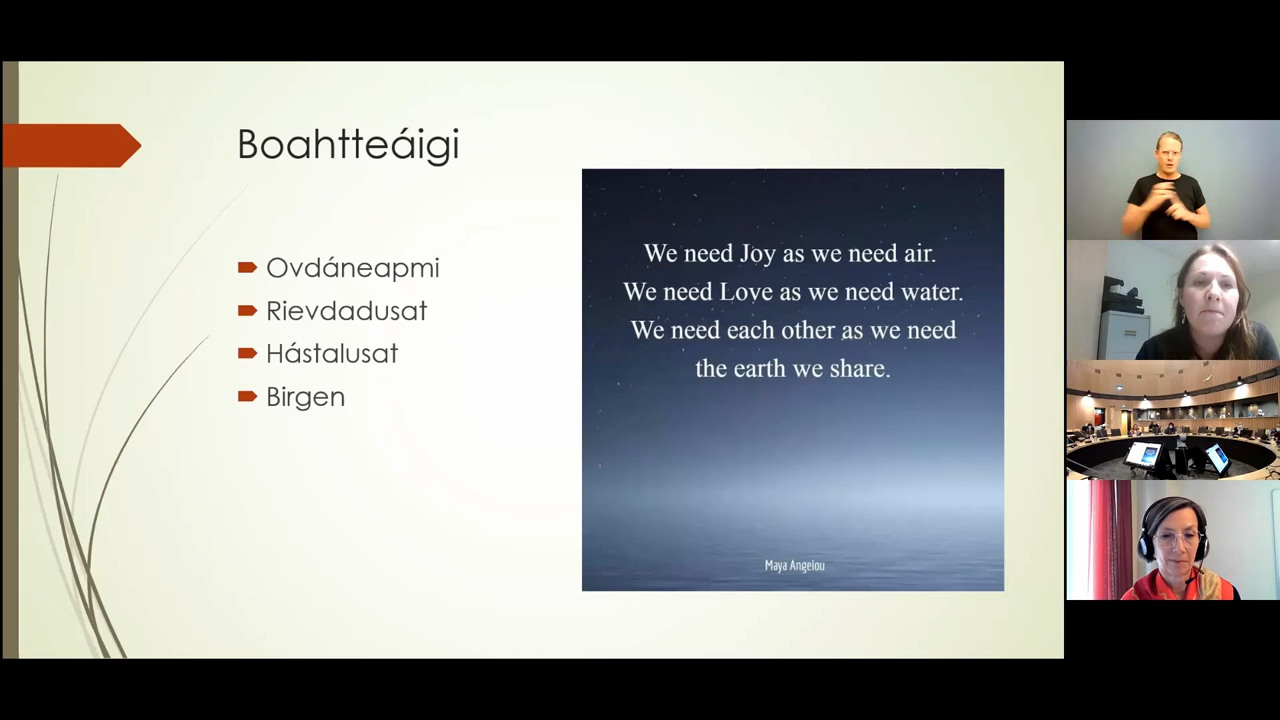 Boahtteáigi
Ovdáneapmi
Rievdadusat
Hástalusat
Birgen
We need Joy as we need air.
We need Love as we need water.
We need each other as we need
the earth we share.
Maya Angelou